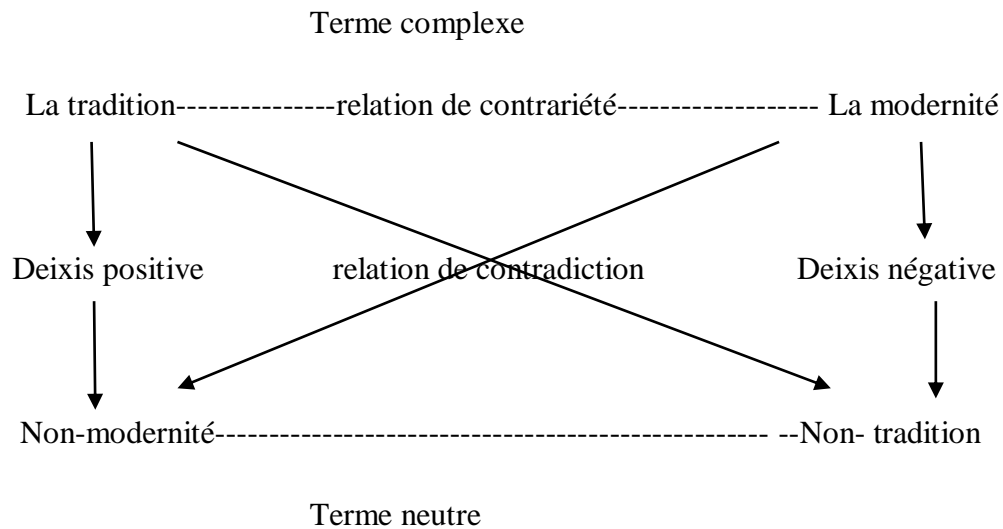 Terme complexe
La tradition---------------relation de contrariété------------------- La modernité
Deixis positive relation de contradiction Deixis négative
Non-modernité---------------------------------------------------- --Non- tradition
Terme neutre